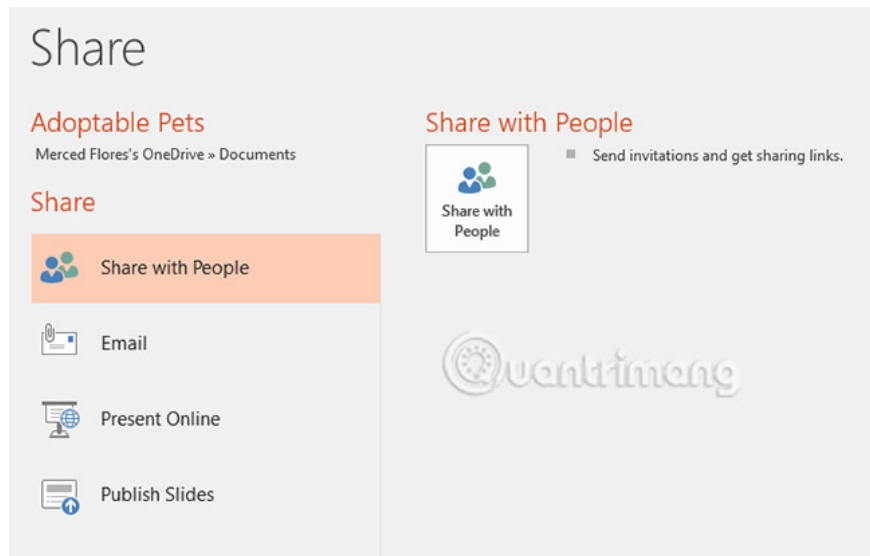 Share
Adoptable Pets
Merced Flores's OneDrive » Documents
Share
Share with People
Email
Present Online
Publish Slides
Share with People
Share with
People
Send invitations and get sharing links.
Quantrimang